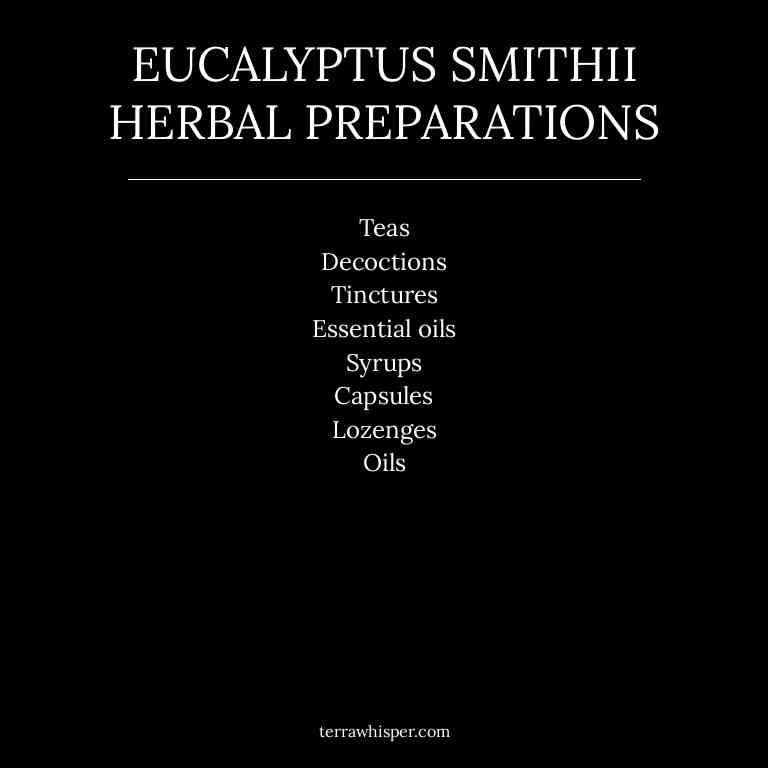 EUCALYPTUS SMITHII
HERBAL PREPARATIONS
Teas
Decoctions
Tinctures
Essential oils
Syrups
Capsules
Lozenges
Oils
terrawhisper.com